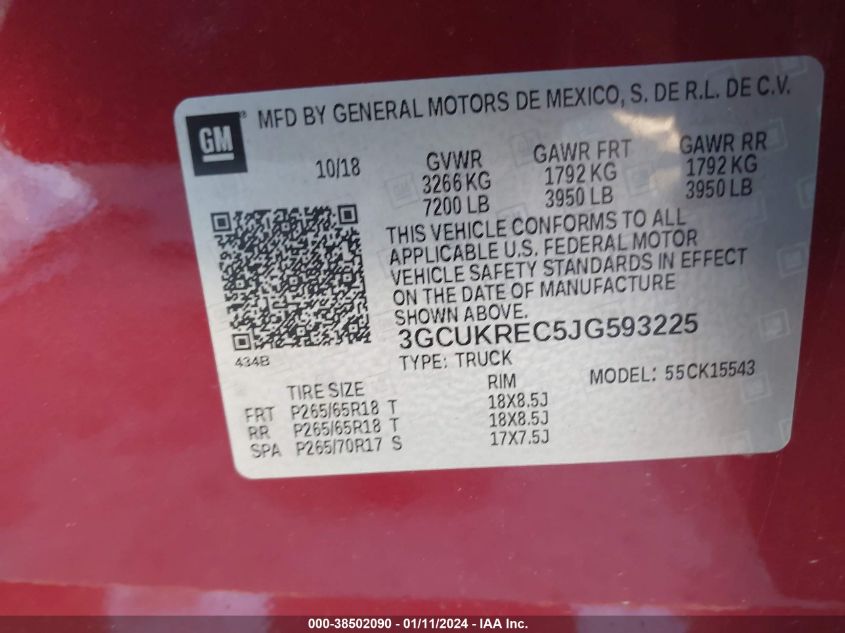 GM ® MFD BY GENERAL MOTORS DE MEXICO, S. DE R.L. DE C.V.
10/18 GVWR GAWR FRT GAWR RR
3266 KG 1792 KG 1792 KG
7200 LB 3950 LB 3950 LB
THIS VEHICLE CONFORMS TO ALL
APPLICABLE U.S. FEDERAL MOTOR
VEHICLE SAFETY STANDARDS IN EFFECT
ON THE DATE OF MANUFACTURE
SHOWN ABOVE.
3GCUKREC5JG593225
434B TYPE: TRUCK MODEL: 55CK15543
TIRE SIZE RIM
FRT P265/65R18 T 18X8.5J
RR P265/65R18 T 18X8.5J
SPA P265/70R17 S 17X7.5J
000-38502090 - 01/11/2024 - IAA Inc.